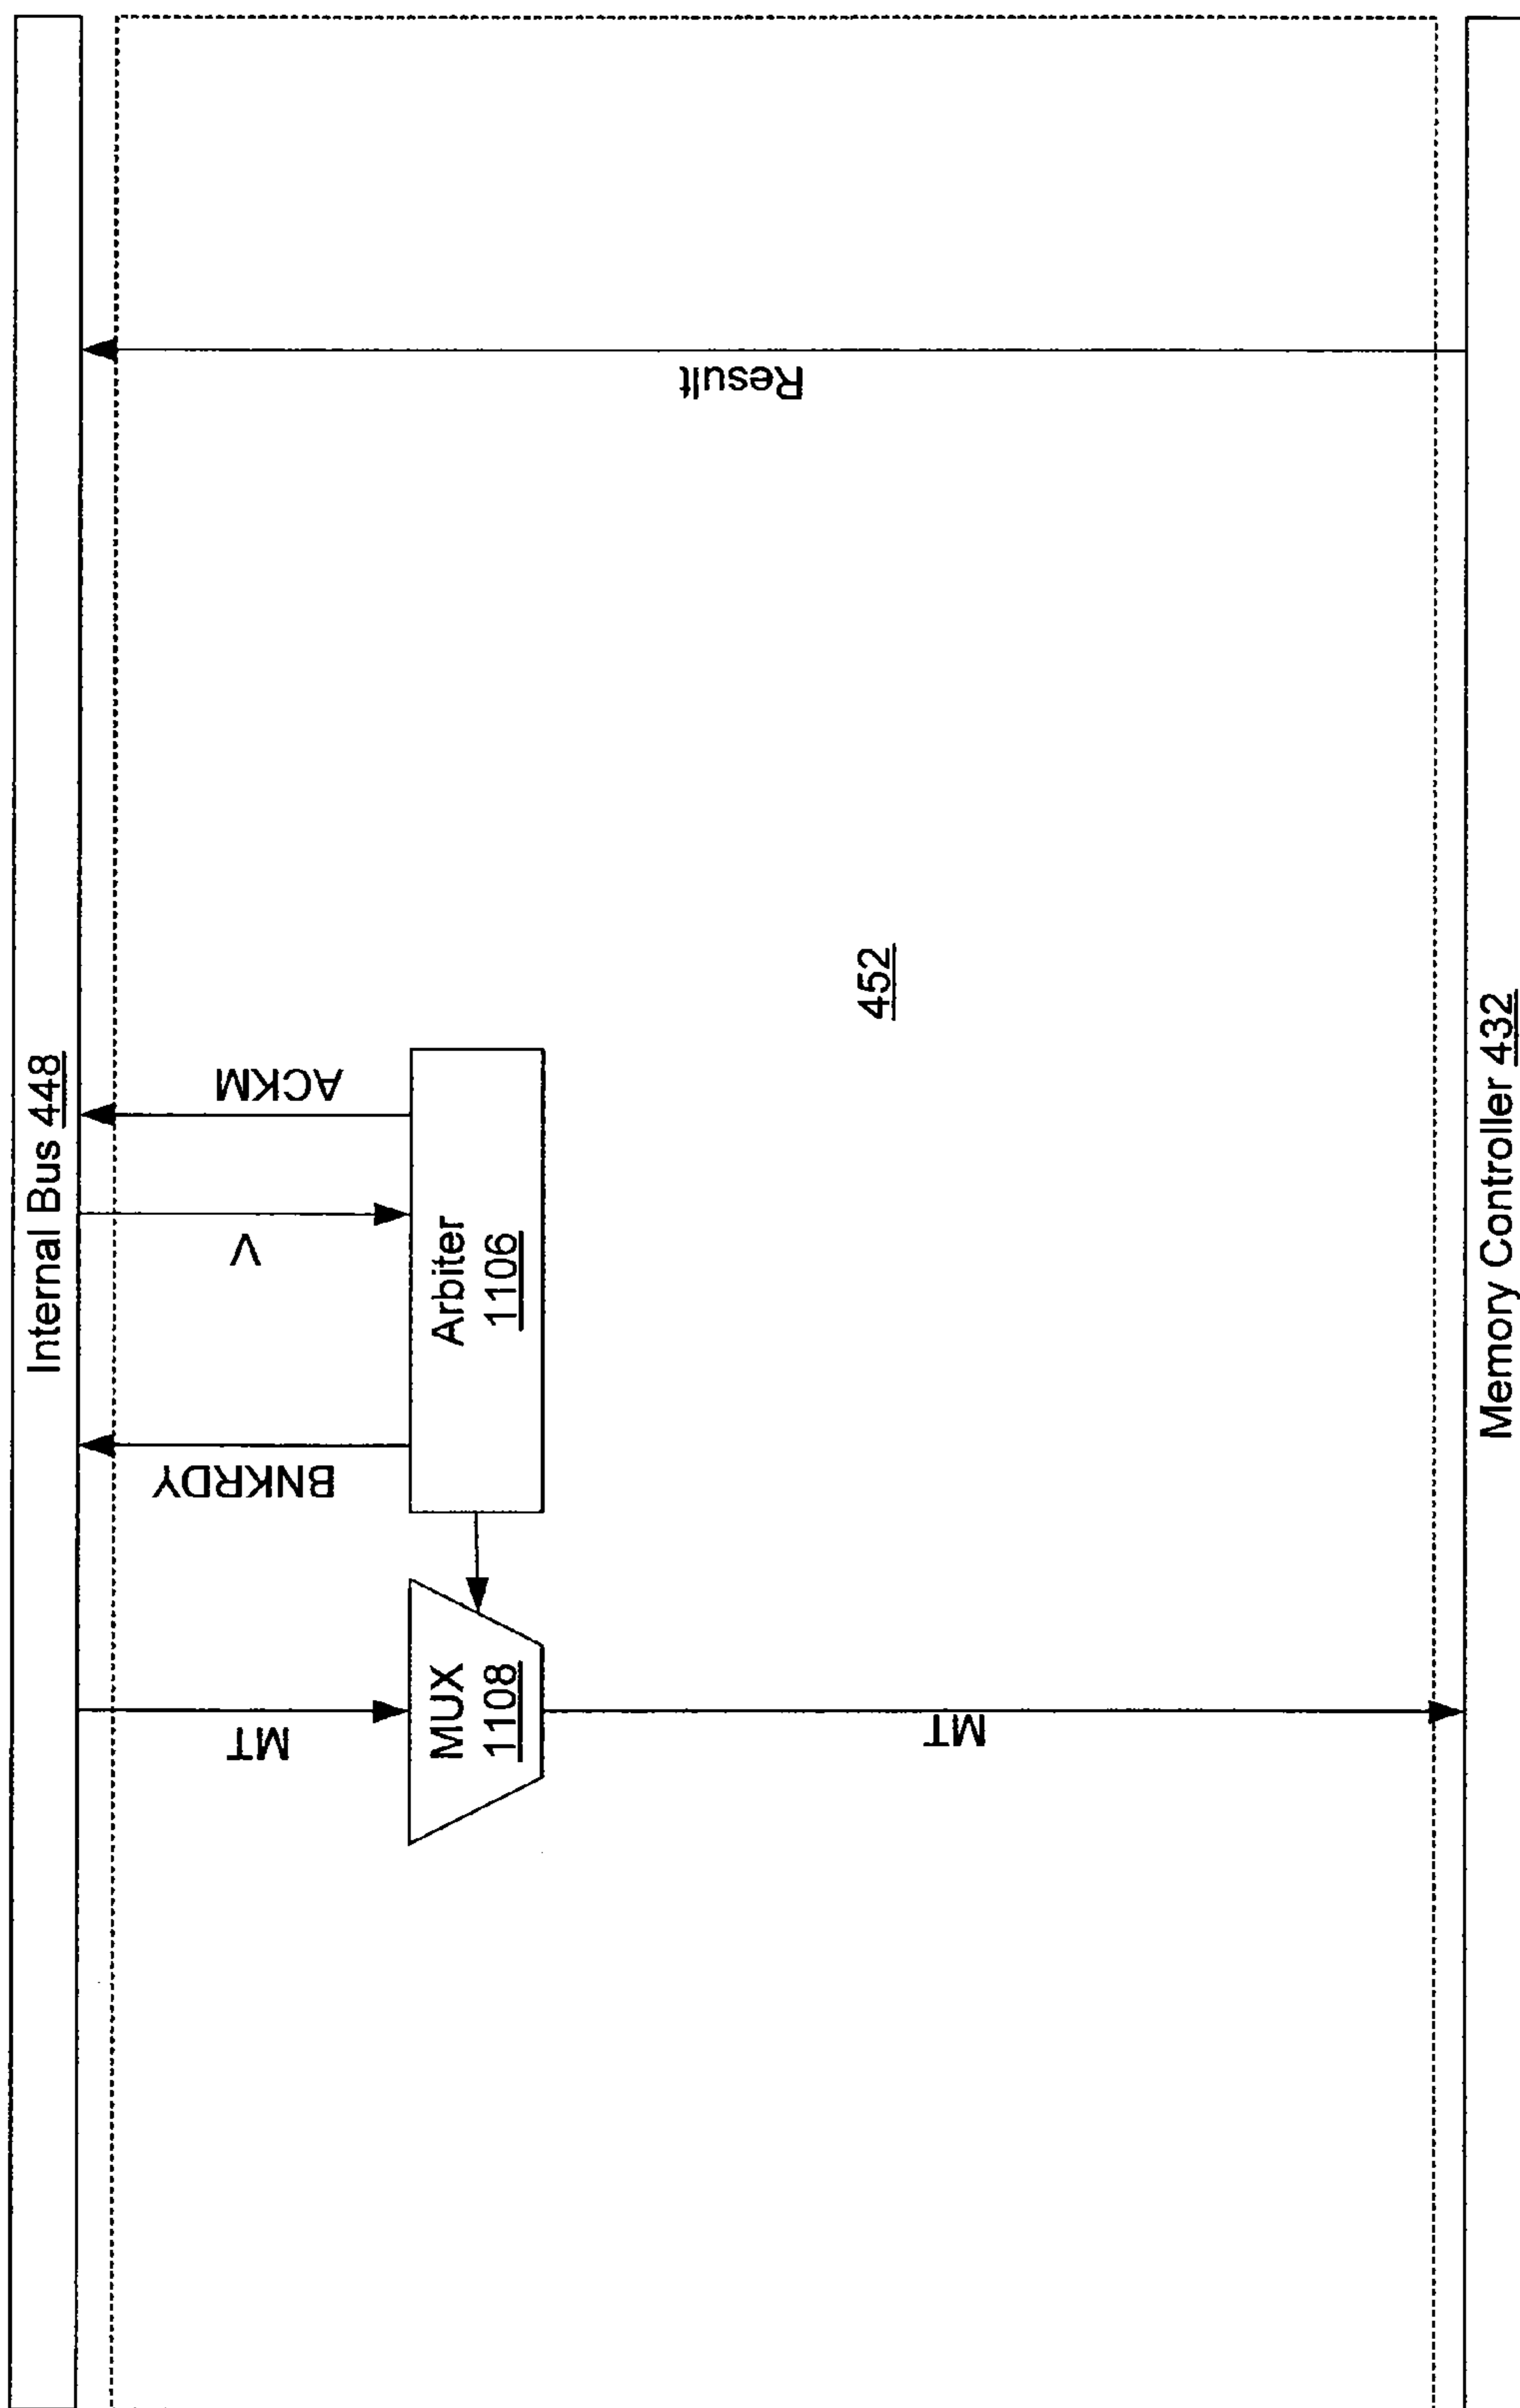 Internal Bus 448
MT
BNKRDY
V
ACKM
MUX
1108
Arbiter
1106
452
MT
Result
Memory Controller 432